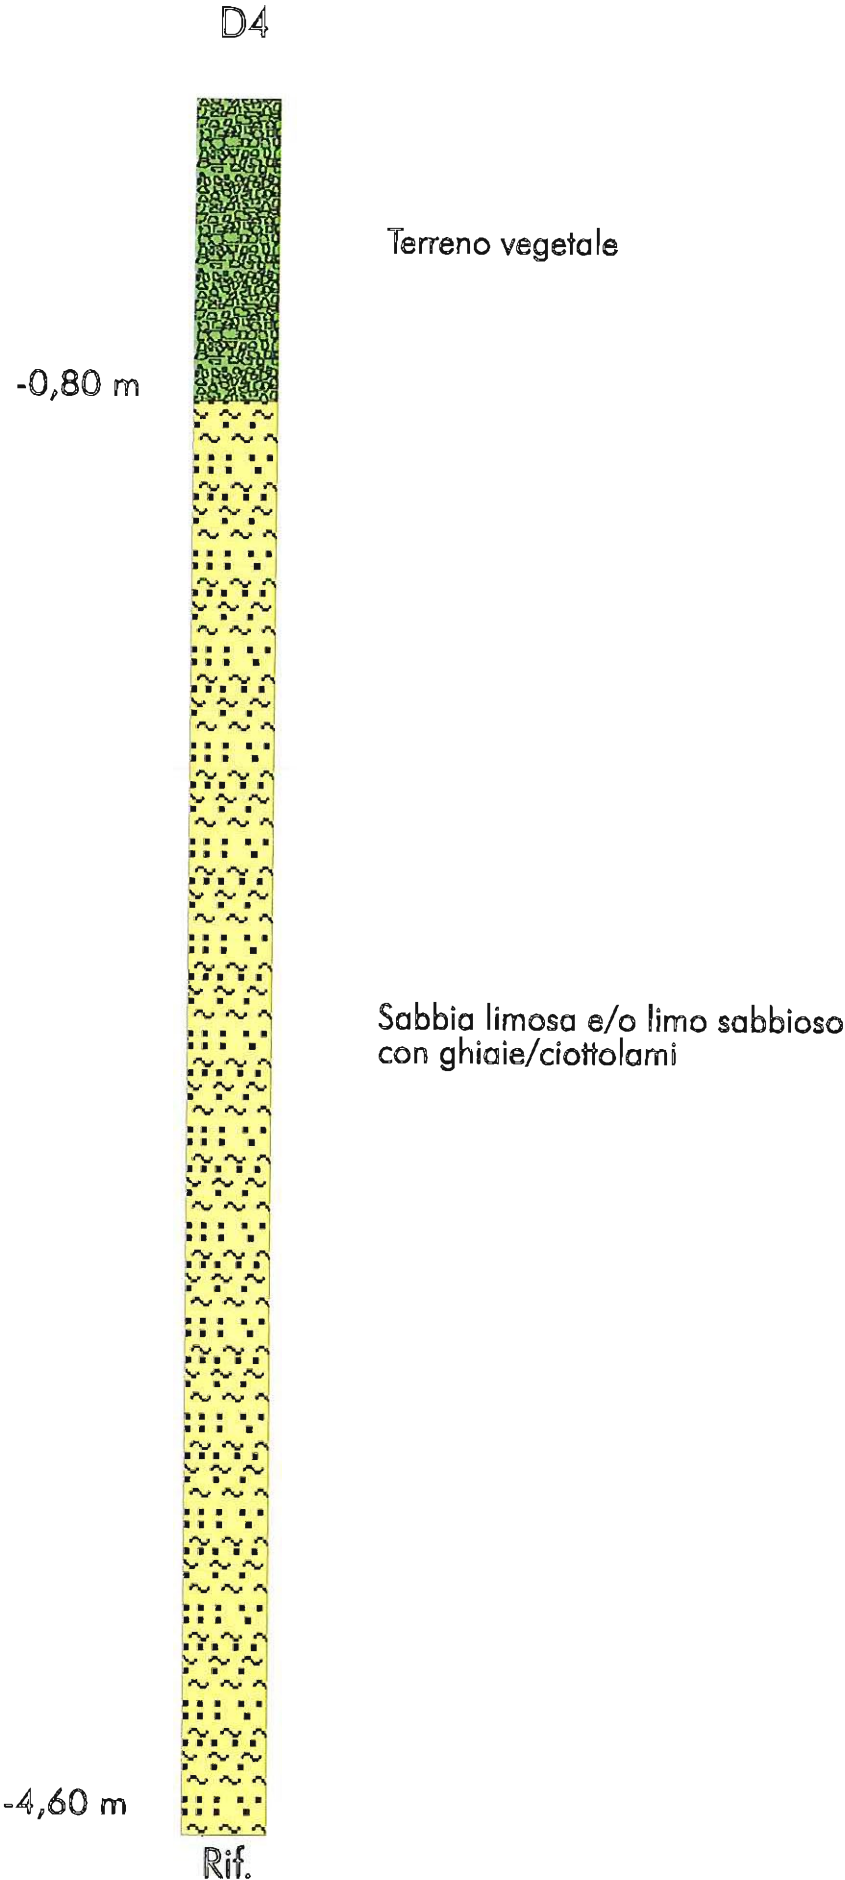 D4
Terreno vegetale
-0,80 m
Sabbia limosa e/o limo sabbioso
con ghiaie/ciottolami
-4,60 m
Rif.